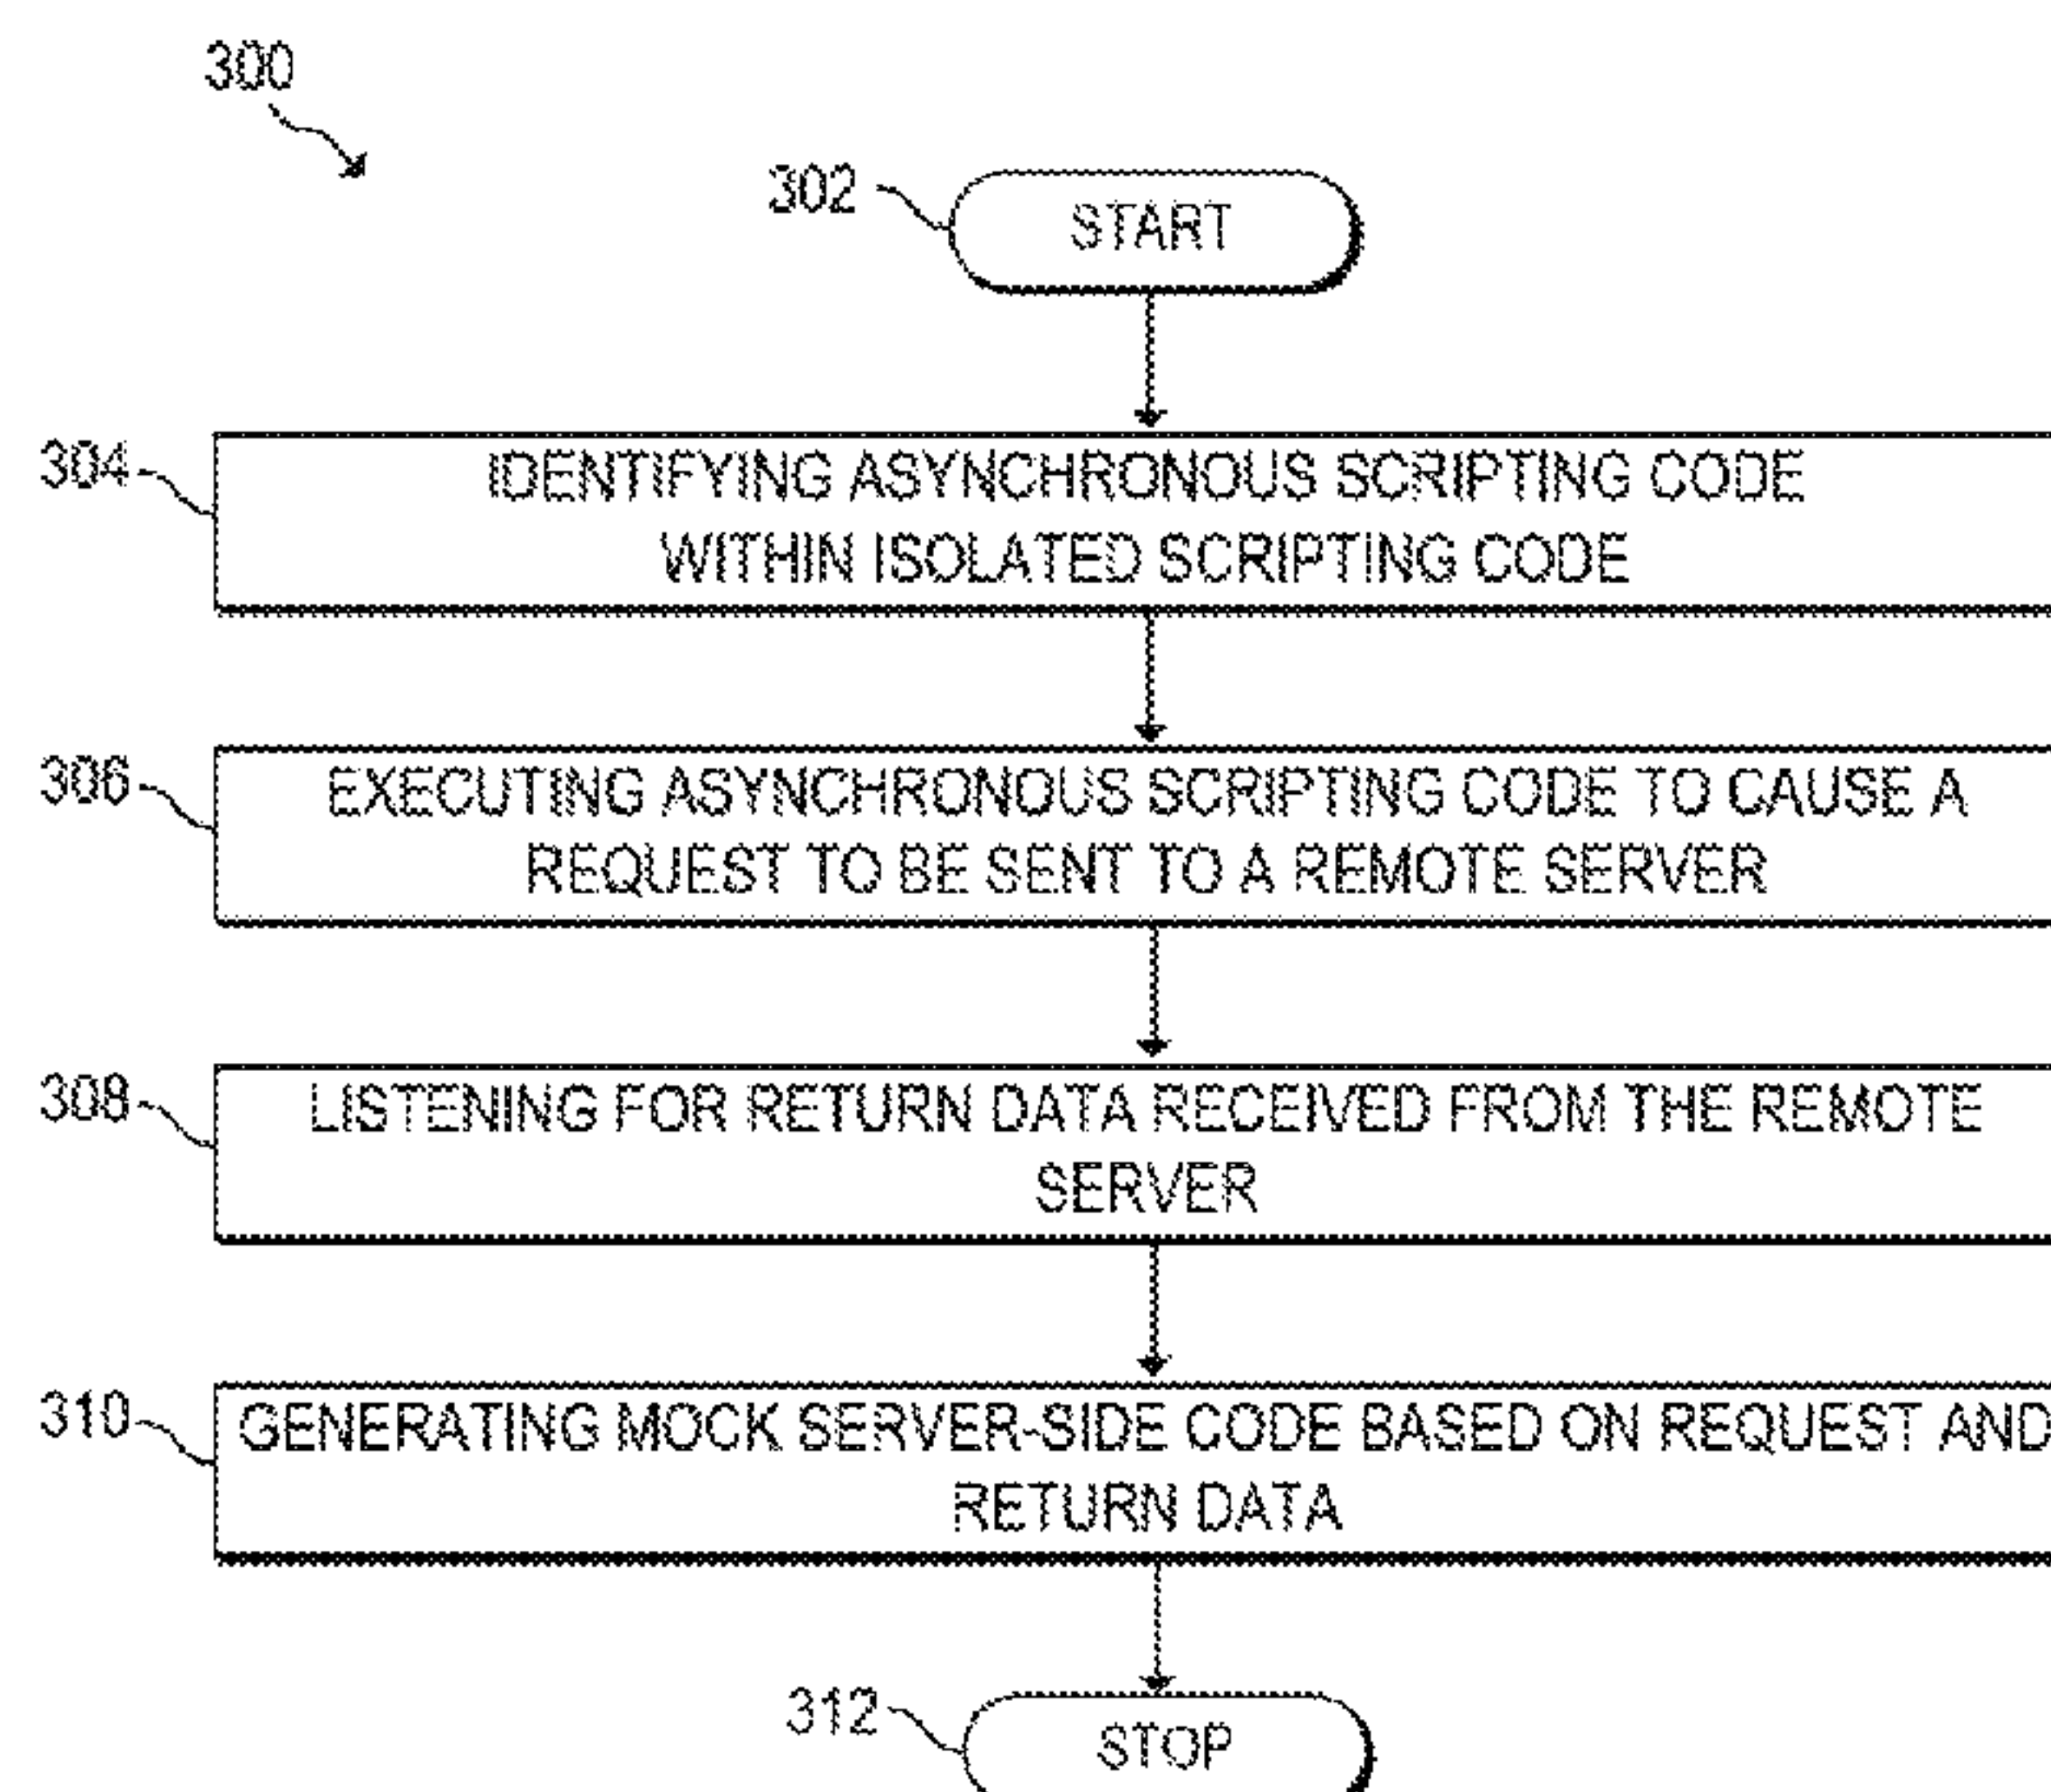 300
302
START
304
IDENTIFYING ASYNCHRONOUS SCRIPTING CODE
WITHIN ISOLATED SCRIPTING CODE
306
EXECUTING ASYNCHRONOUS SCRIPTING CODE TO CAUSE A
REQUEST TO BE SENT TO A REMOTE SERVER
308
LISTENING FOR RETURN DATA RECEIVED FROM THE REMOTE
SERVER
310
GENERATING MOCK SERVER-SIDE CODE BASED ON REQUEST AND
RETURN DATA
312
STOP